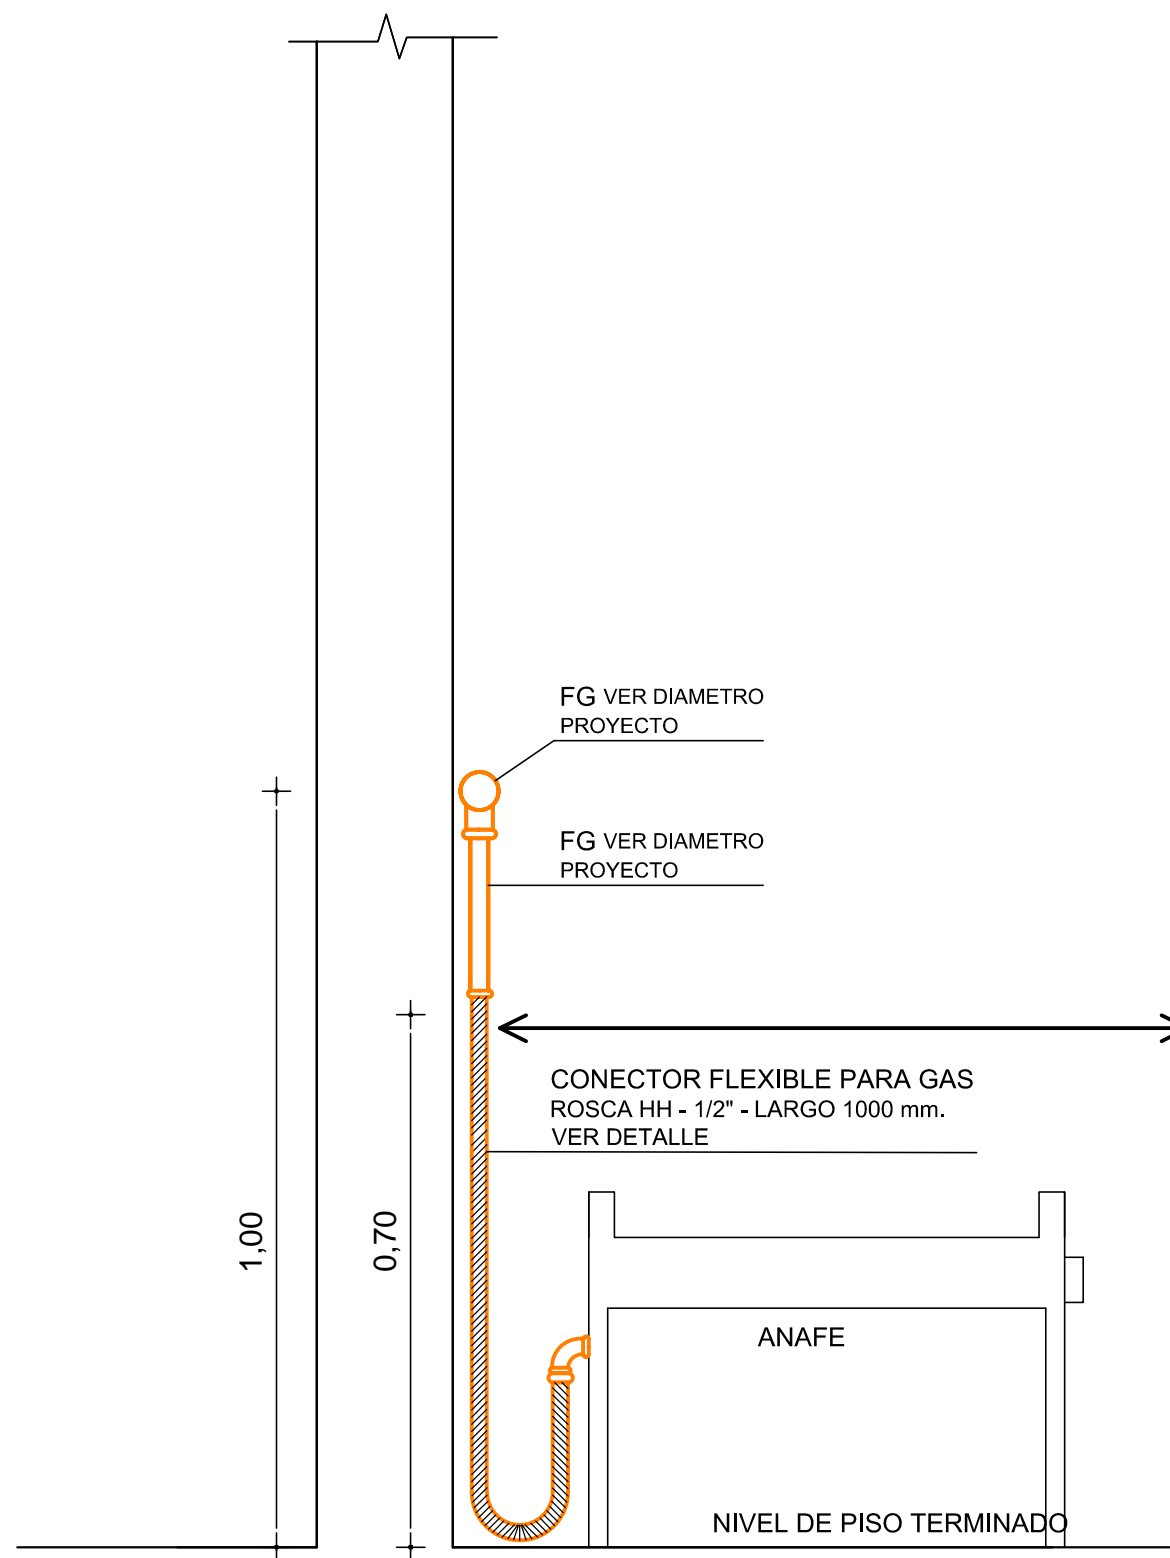 FG VER DIAMETRO
PROYECTO
FG VER DIAMETRO
PROYECTO
CONECTOR FLEXIBLE PARA GAS
ROSCA HH - 1/2" - LARGO 1000 mm.
VER DETALLE
1,00
0,70
ANAFE
NIVEL DE PISO TERMINADO